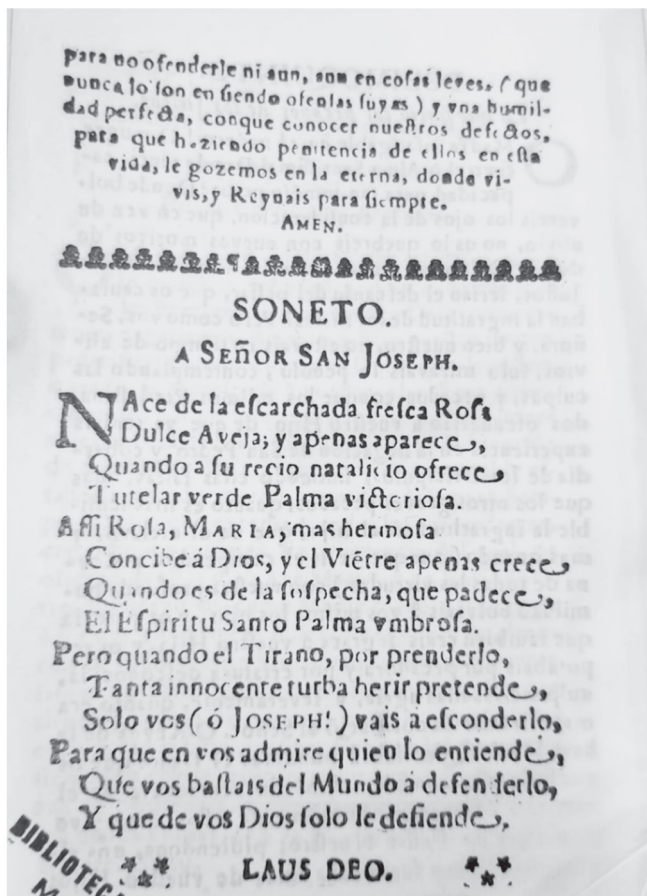 para no ofenderle ni aun, aun en cosas leves. (que
nunca lo son en siendo ofensas suyas) y vna humil-
dad perfecta, conque conocer nuestros defectos,
para que haziendo penitencia de ellos en esta
vida, le gozemos en la eterna, donde vi-
vis, y Reynais para siempre.
AMEN.
SONETO.
A SEñOR SAN JOSEPH.
NAce de la escarchada fresca Rosa
Dulce Aveja; y apenas aparece,
Quando a su recio natalicio ofrece,
Tutelar verde Palma victoriosa.
Assi Rosa, MARIA, mas hermosa.
Concibe á Dios, y el Viẽtre apenas crece,
Quando es de la sospecha, que padece,
El Espiritu Santo Palma vmbrosa.
Pero quando el Tirano, por prenderlo,
Tanta innocente turba herir pretende,
Solo vos (ó JOSEPH!) vais a esconderlo,
Para que en vos admire quien lo entiende,
Que vos bastais del Mundo à defenderlo,
Y que de vos Dios solo le defiende.
LAUS DEO.
BIBLIOTEC